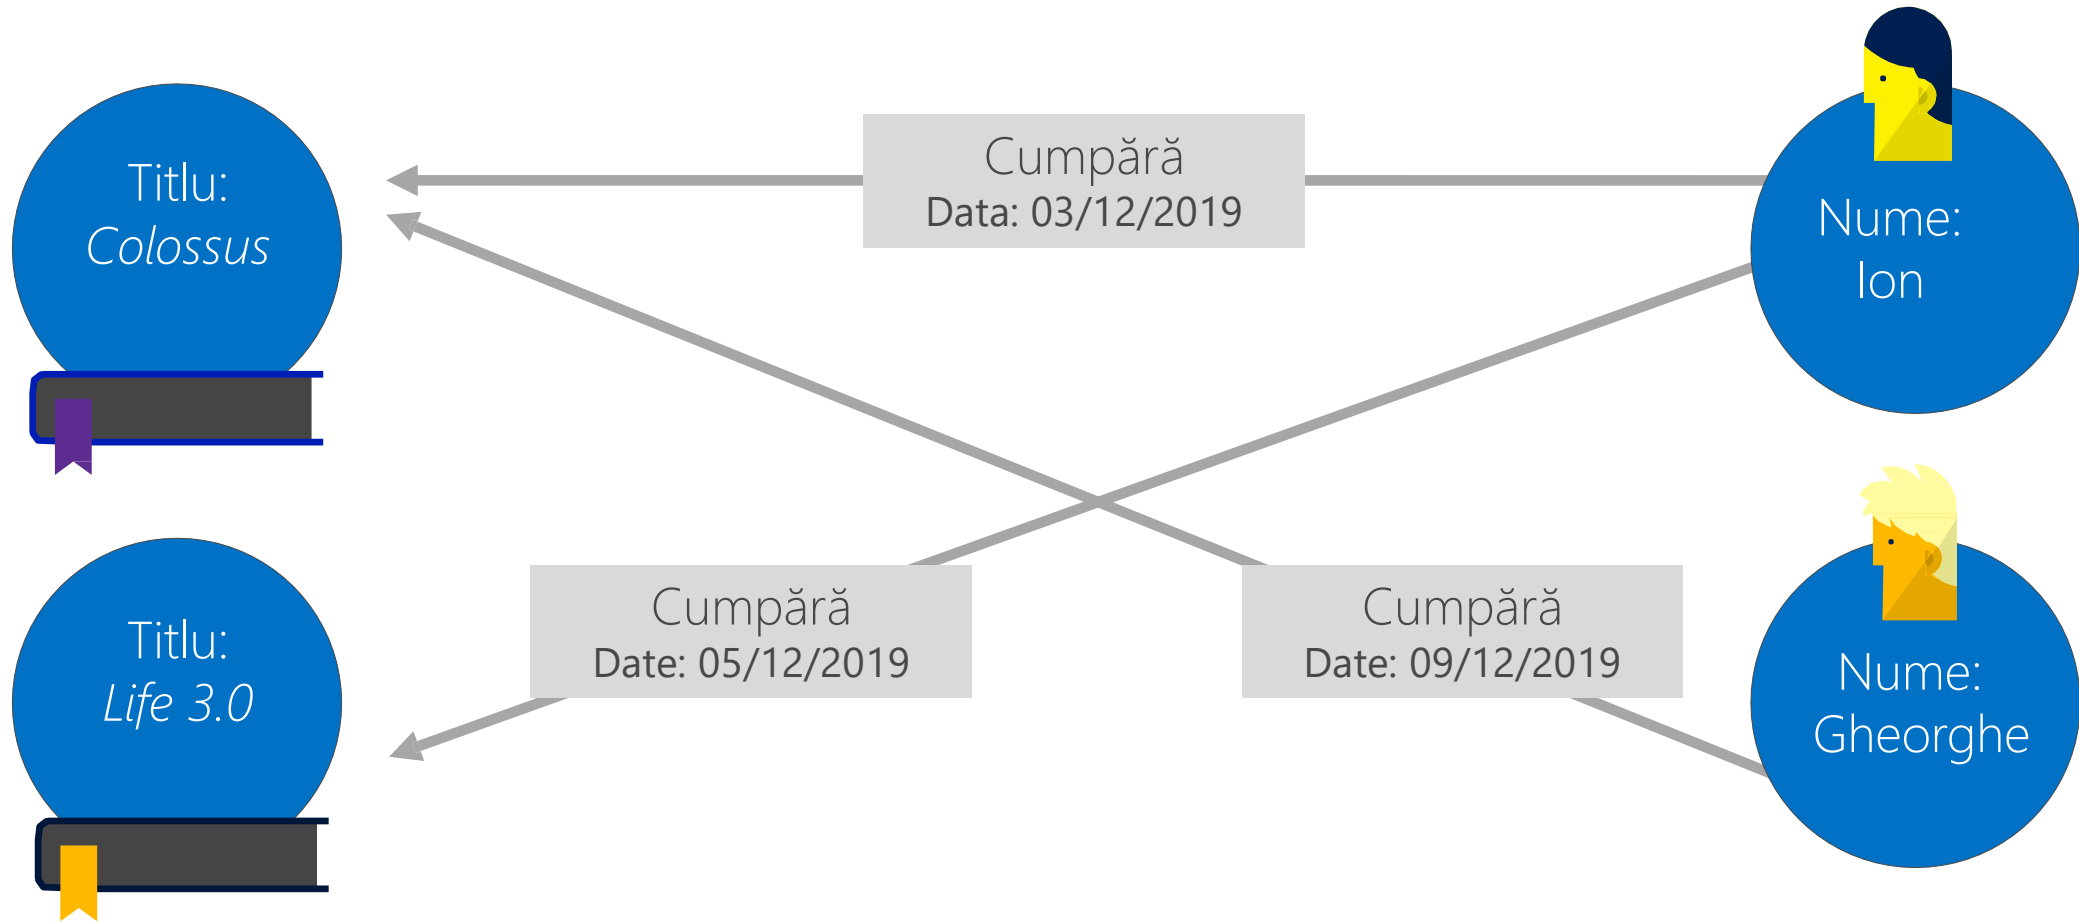 Titlu:
Colossus
Cumpără
Data: 03/12/2019
Nume:
Ion
Titlu:
Life 3.0
Cumpără
Date: 05/12/2019
Cumpără
Date: 09/12/2019
Nume:
Gheorghe